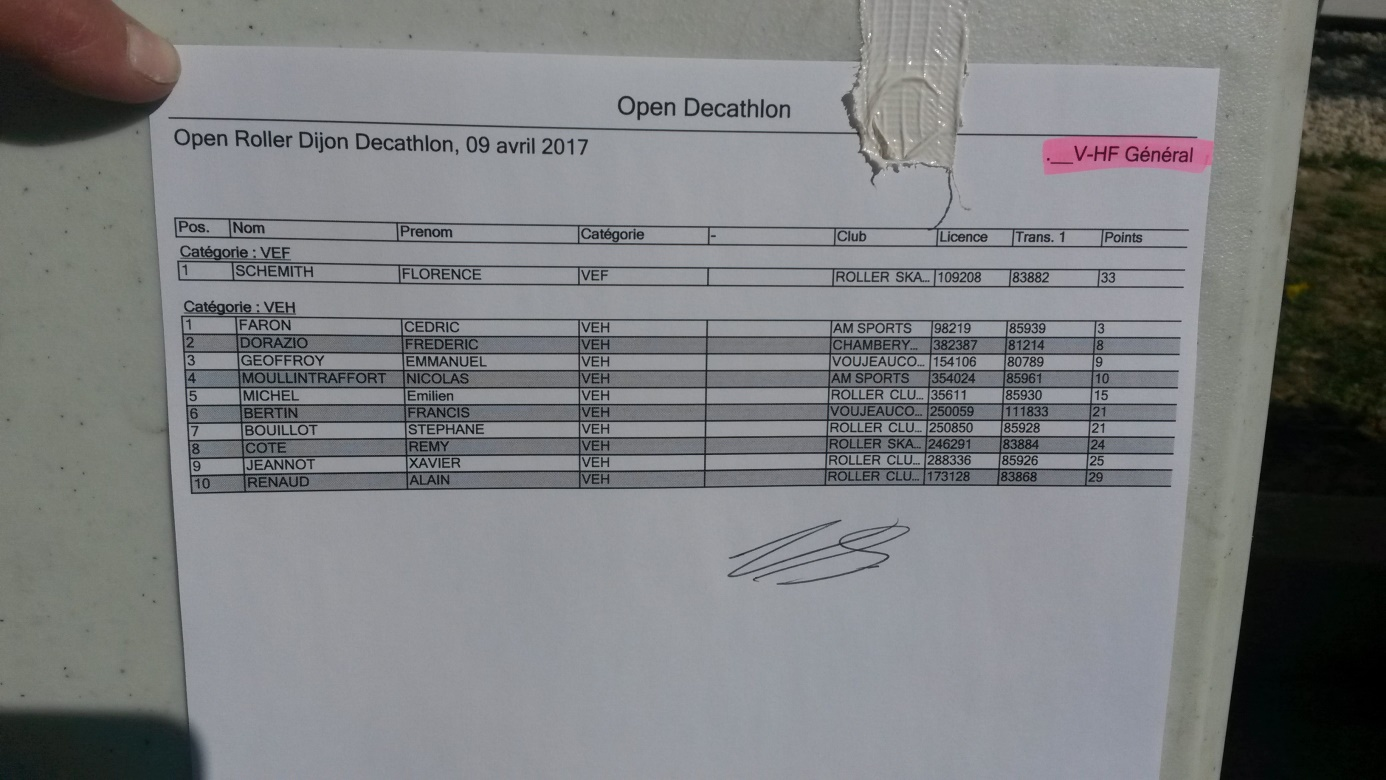 Open Decathlon
Open Roller Dijon Decathlon, 09 avril 2017
.__V-HF Général
Pos. Nom Prenom Catégorie - Club Licence Trans. 1 Points
Catégorie : VEF
1 SCHEMITH FLORENCE VEF ROLLER SKA... 109208 83882 33
Catégorie : VEH
1 FARON CEDRIC VEH AM SPORTS 98219 85939 3
2 DORAZIO FREDERIC VEH CHAMBERY... 382387 81214 8
3 GEOFFROY EMMANUEL VEH VOUJEAUCO... 154106 80789 9
4 MOULLINTRAFFORT NICOLAS VEH AM SPORTS 354024 85961 10
5 MICHEL Emilien VEH ROLLER CLU... 35611 85930 15
6 BERTIN FRANCIS VEH VOUJEAUCO... 250059 111833 21
7 BOUILLOT STEPHANE VEH ROLLER CLU... 250850 85928 21
8 COTE REMY VEH ROLLER SKA... 246291 83884 24
9 JEANNOT XAVIER VEH ROLLER CLU... 288336 85926 25
10 RENAUD ALAIN VEH ROLLER CLU... 173128 83868 29